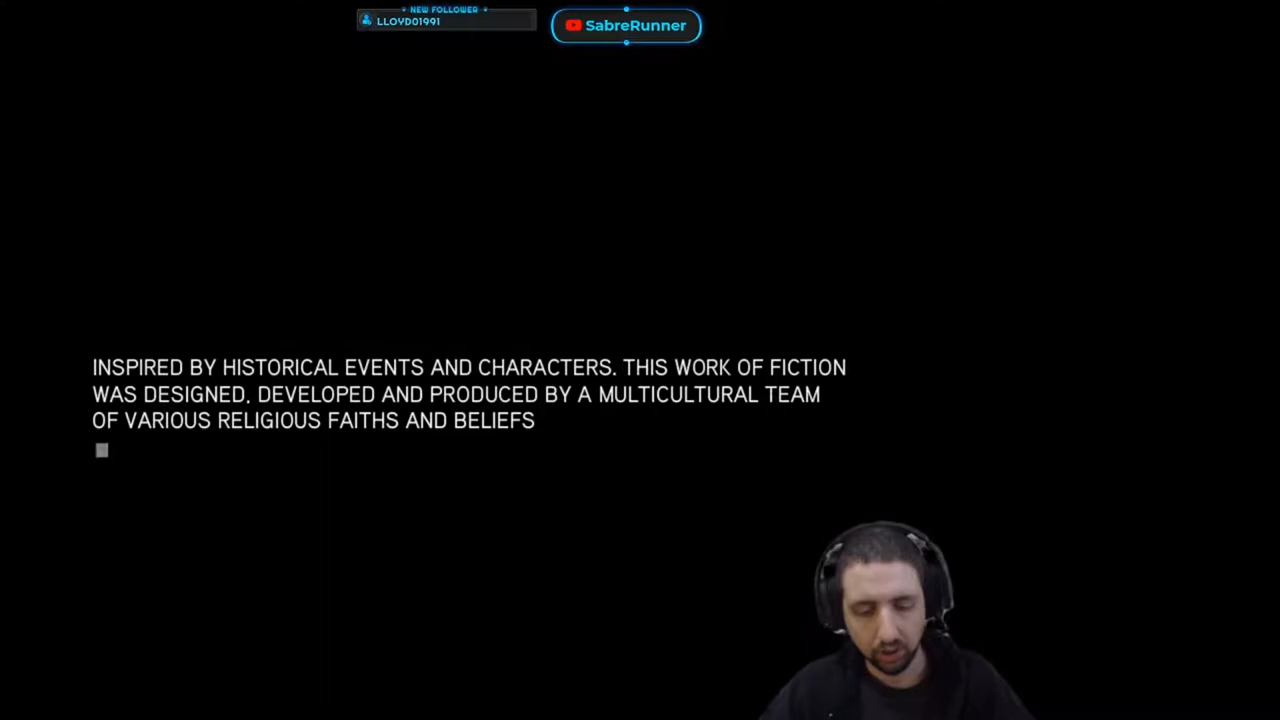 NEW FOLLOWER
LLOYD01991
SabreRunner
INSPIRED BY HISTORICAL EVENTS AND CHARACTERS. THIS WORK OF FICTION
WAS DESIGNED, DEVELOPED AND PRODUCED BY A MULTICULTURAL TEAM
OF VARIOUS RELIGIOUS FAITHS AND BELIEFS